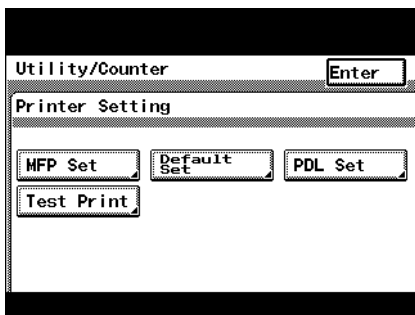 Utility/Counter
Enter
Printer Setting
MFP Set
Default
Set
PDL Set
Test Print